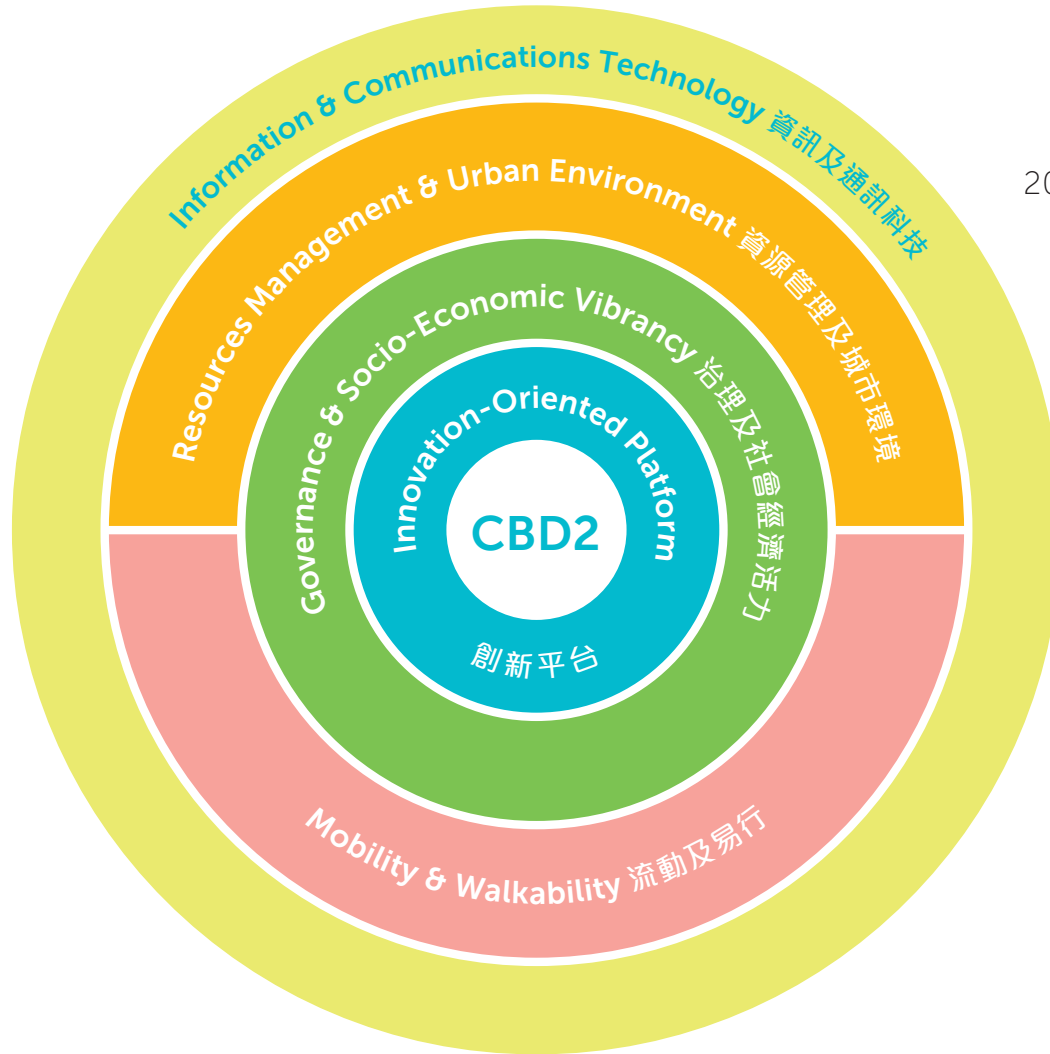 Information & Communications Technology 資訊及通訊科技
Resources Management & Urban Environment 資源管理及城市環境
Governance & Socio-Economic Vibrancy 治理及社會經濟活力
Innovation-Oriented Platform
CBD2
創新平台
Mobility & Walkability 流動及易行
20